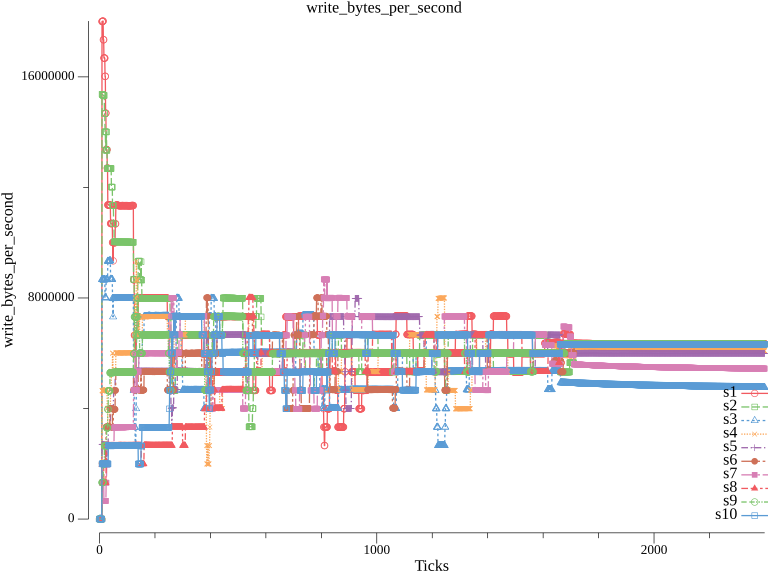 write_bytes_per_second
write_bytes_per_second
16000000
8000000
0
0
1000
2000
Ticks
s1
s2
s3
s4
s5
s6
s7
s8
s9
s10